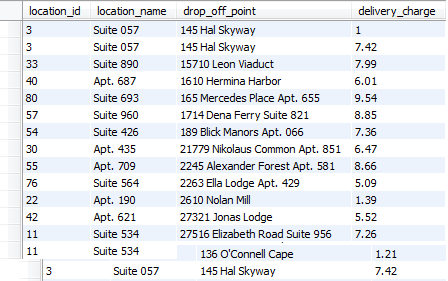 location_id location_name drop_off_point delivery_charge
3 Suite 057 145 Hal Skyway 1
3 Suite 057 145 Hal Skyway 7.42
33 Suite 890 15710 Leon Viaduct 7.99
40 Apt. 687 1610 Hermina Harbor 6.01
80 Suite 693 165 Mercedes Place Apt. 655 9.54
57 Suite 960 1714 Dena Ferry Suite 821 8.85
54 Suite 426 189 Blick Manors Apt. 066 7.36
30 Apt. 435 21779 Nikolaus Common Apt. 851 6.47
55 Apt. 709 2245 Alexander Forest Apt. 581 8.66
76 Suite 564 2263 Ella Lodge Apt. 429 5.09
22 Apt. 190 2610 Nolan Mill 1.39
42 Apt. 621 27321 Jonas Lodge 5.52
11 Suite 534 27516 Elizabeth Road Suite 956 7.26
11 Suite 534 136 O'Connell Cape 1.21
3 Suite 057 145 Hal Skyway 7.42